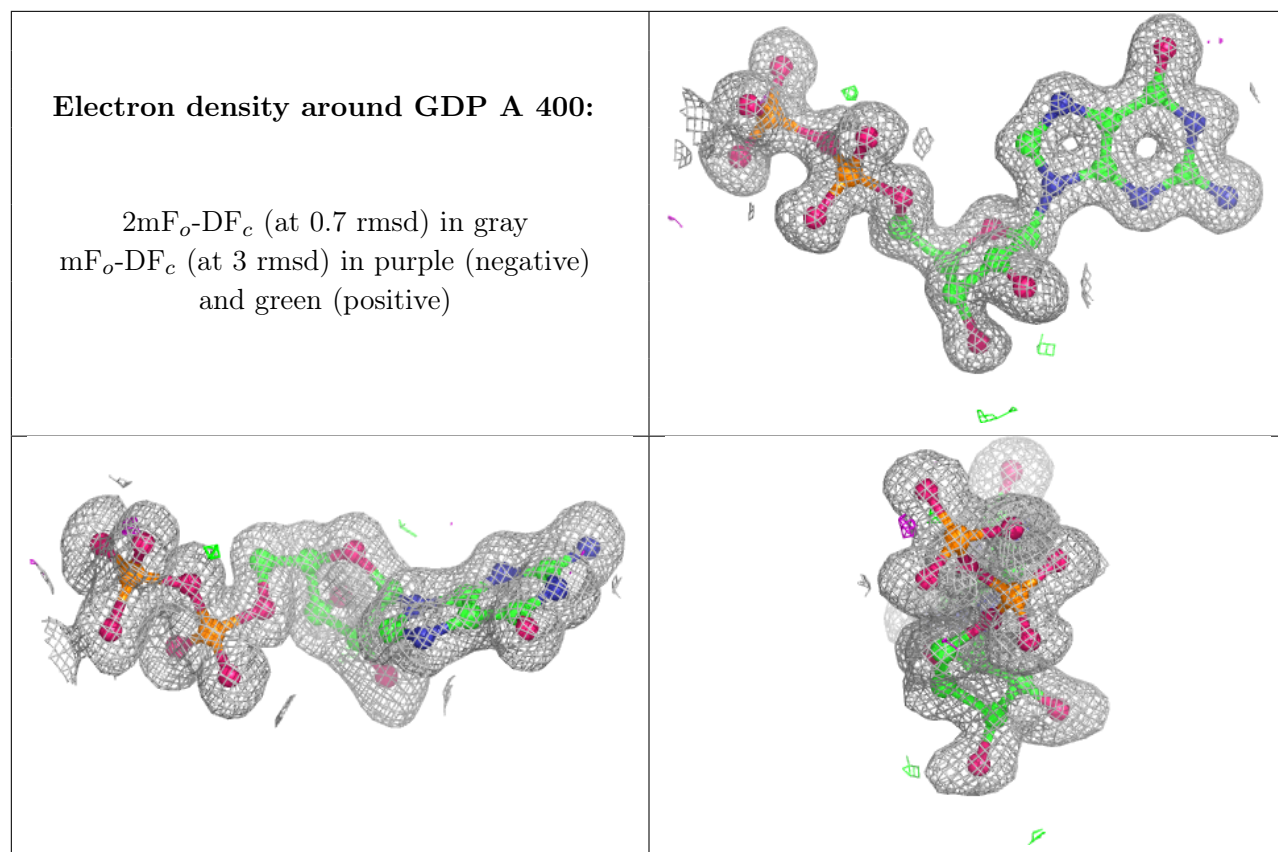 Electron density around GDP A 400:
2mFo-DFc (at 0.7 rmsd) in gray
mFo-DFc (at 3 rmsd) in purple (negative)
and green (positive)